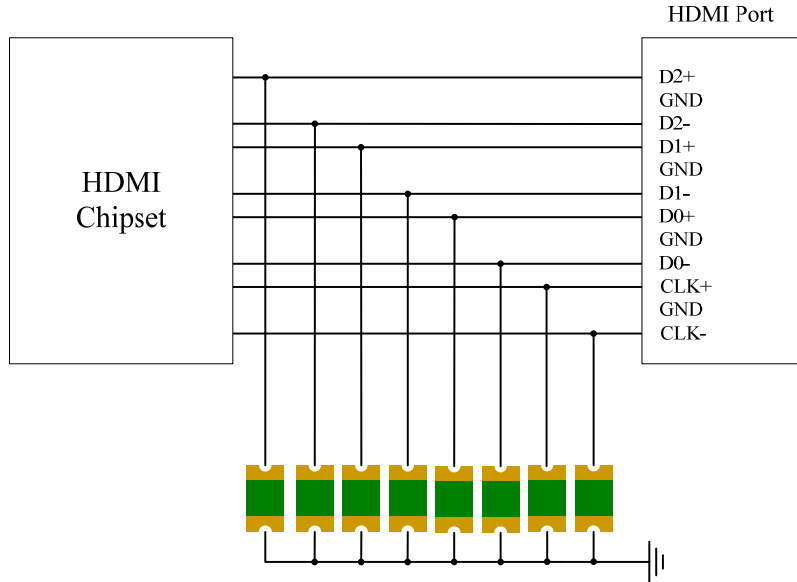 HDMI Port
HDMI
Chipset
D2+
GND
D2-
D1+
GND
D1-
D0+
GND
D0-
CLK+
GND
CLK-